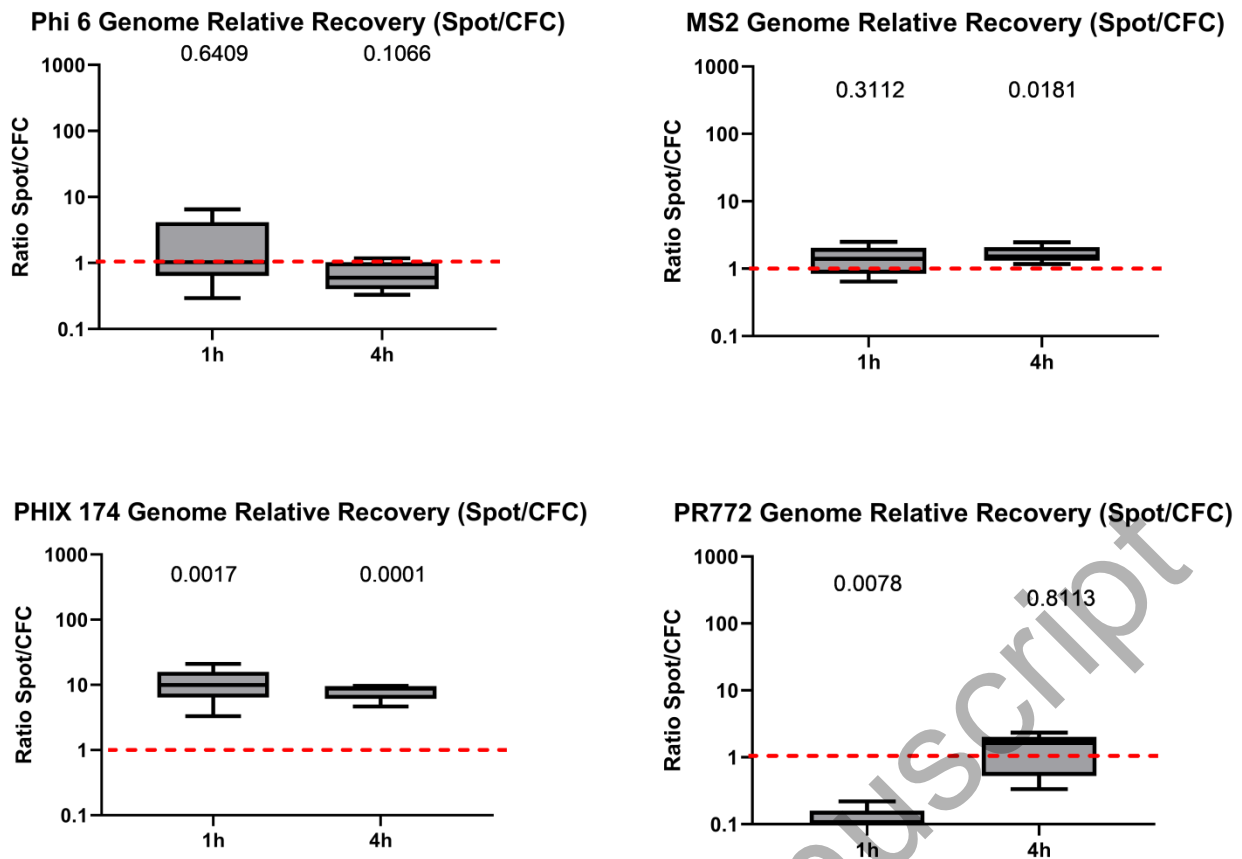 Phi 6 Genome Relative Recovery (Spot/CFC)
0.6409 0.1066
Ratio Spot/CFC
1000
100
10
1
0.1
1h 4h
MS2 Genome Relative Recovery (Spot/CFC)
0.3112 0.0181
Ratio Spot/CFC
1000
100
10
1
0.1
1h 4h
PHIX 174 Genome Relative Recovery (Spot/CFC)
0.0017 0.0001
Ratio Spot/CFC
1000
100
10
1
0.1
1h 4h
PR772 Genome Relative Recovery (Spot/CFC)
0.0078 0.8113
Ratio Spot/CFC
1000
100
10
1
0.1
1h 4h
uscript